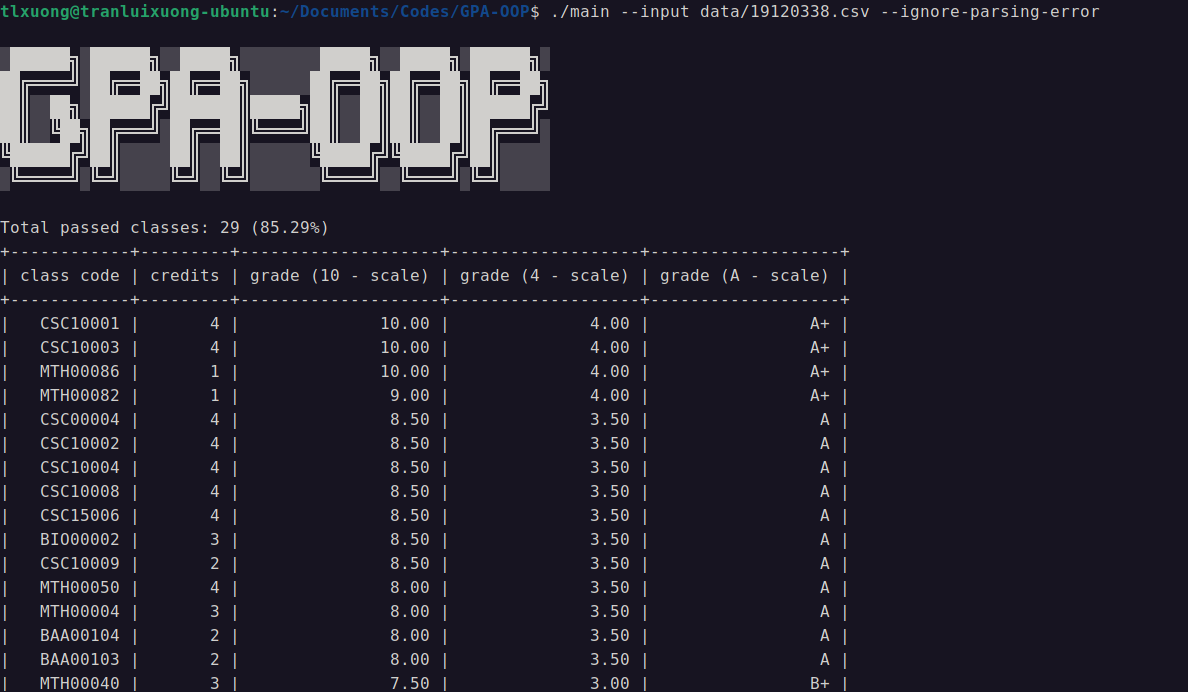 tlxuong@tranluixuong-ubuntu:~/Documents/Codes/GPA-OOP$ ./main --input data/19120338.csv --ignore-parsing-error
GPA-OOP
Total passed classes: 29 (85.29%)
+------------+---------+--------------------+-------------------+-------------------+
| class code | credits | grade (10 - scale) | grade (4 - scale) | grade (A - scale) |
+------------+---------+--------------------+-------------------+-------------------+
|   CSC10001 |       4 |              10.00 |              4.00 |                A+ |
|   CSC10003 |       4 |              10.00 |              4.00 |                A+ |
|   MTH00086 |       1 |              10.00 |              4.00 |                A+ |
|   MTH00082 |       1 |               9.00 |              4.00 |                A+ |
|   CSC00004 |       4 |               8.50 |              3.50 |                 A |
|   CSC10002 |       4 |               8.50 |              3.50 |                 A |
|   CSC10004 |       4 |               8.50 |              3.50 |                 A |
|   CSC10008 |       4 |               8.50 |              3.50 |                 A |
|   CSC15006 |       4 |               8.50 |              3.50 |                 A |
|   BIO00002 |       3 |               8.50 |              3.50 |                 A |
|   CSC10009 |       2 |               8.50 |              3.50 |                 A |
|   MTH00050 |       4 |               8.00 |              3.50 |                 A |
|   MTH00004 |       3 |               8.00 |              3.50 |                 A |
|   BAA00104 |       2 |               8.00 |              3.50 |                 A |
|   BAA00103 |       2 |               8.00 |              3.50 |                 A |
|   MTH00040 |       3 |               7.50 |              3.00 |                B+ |